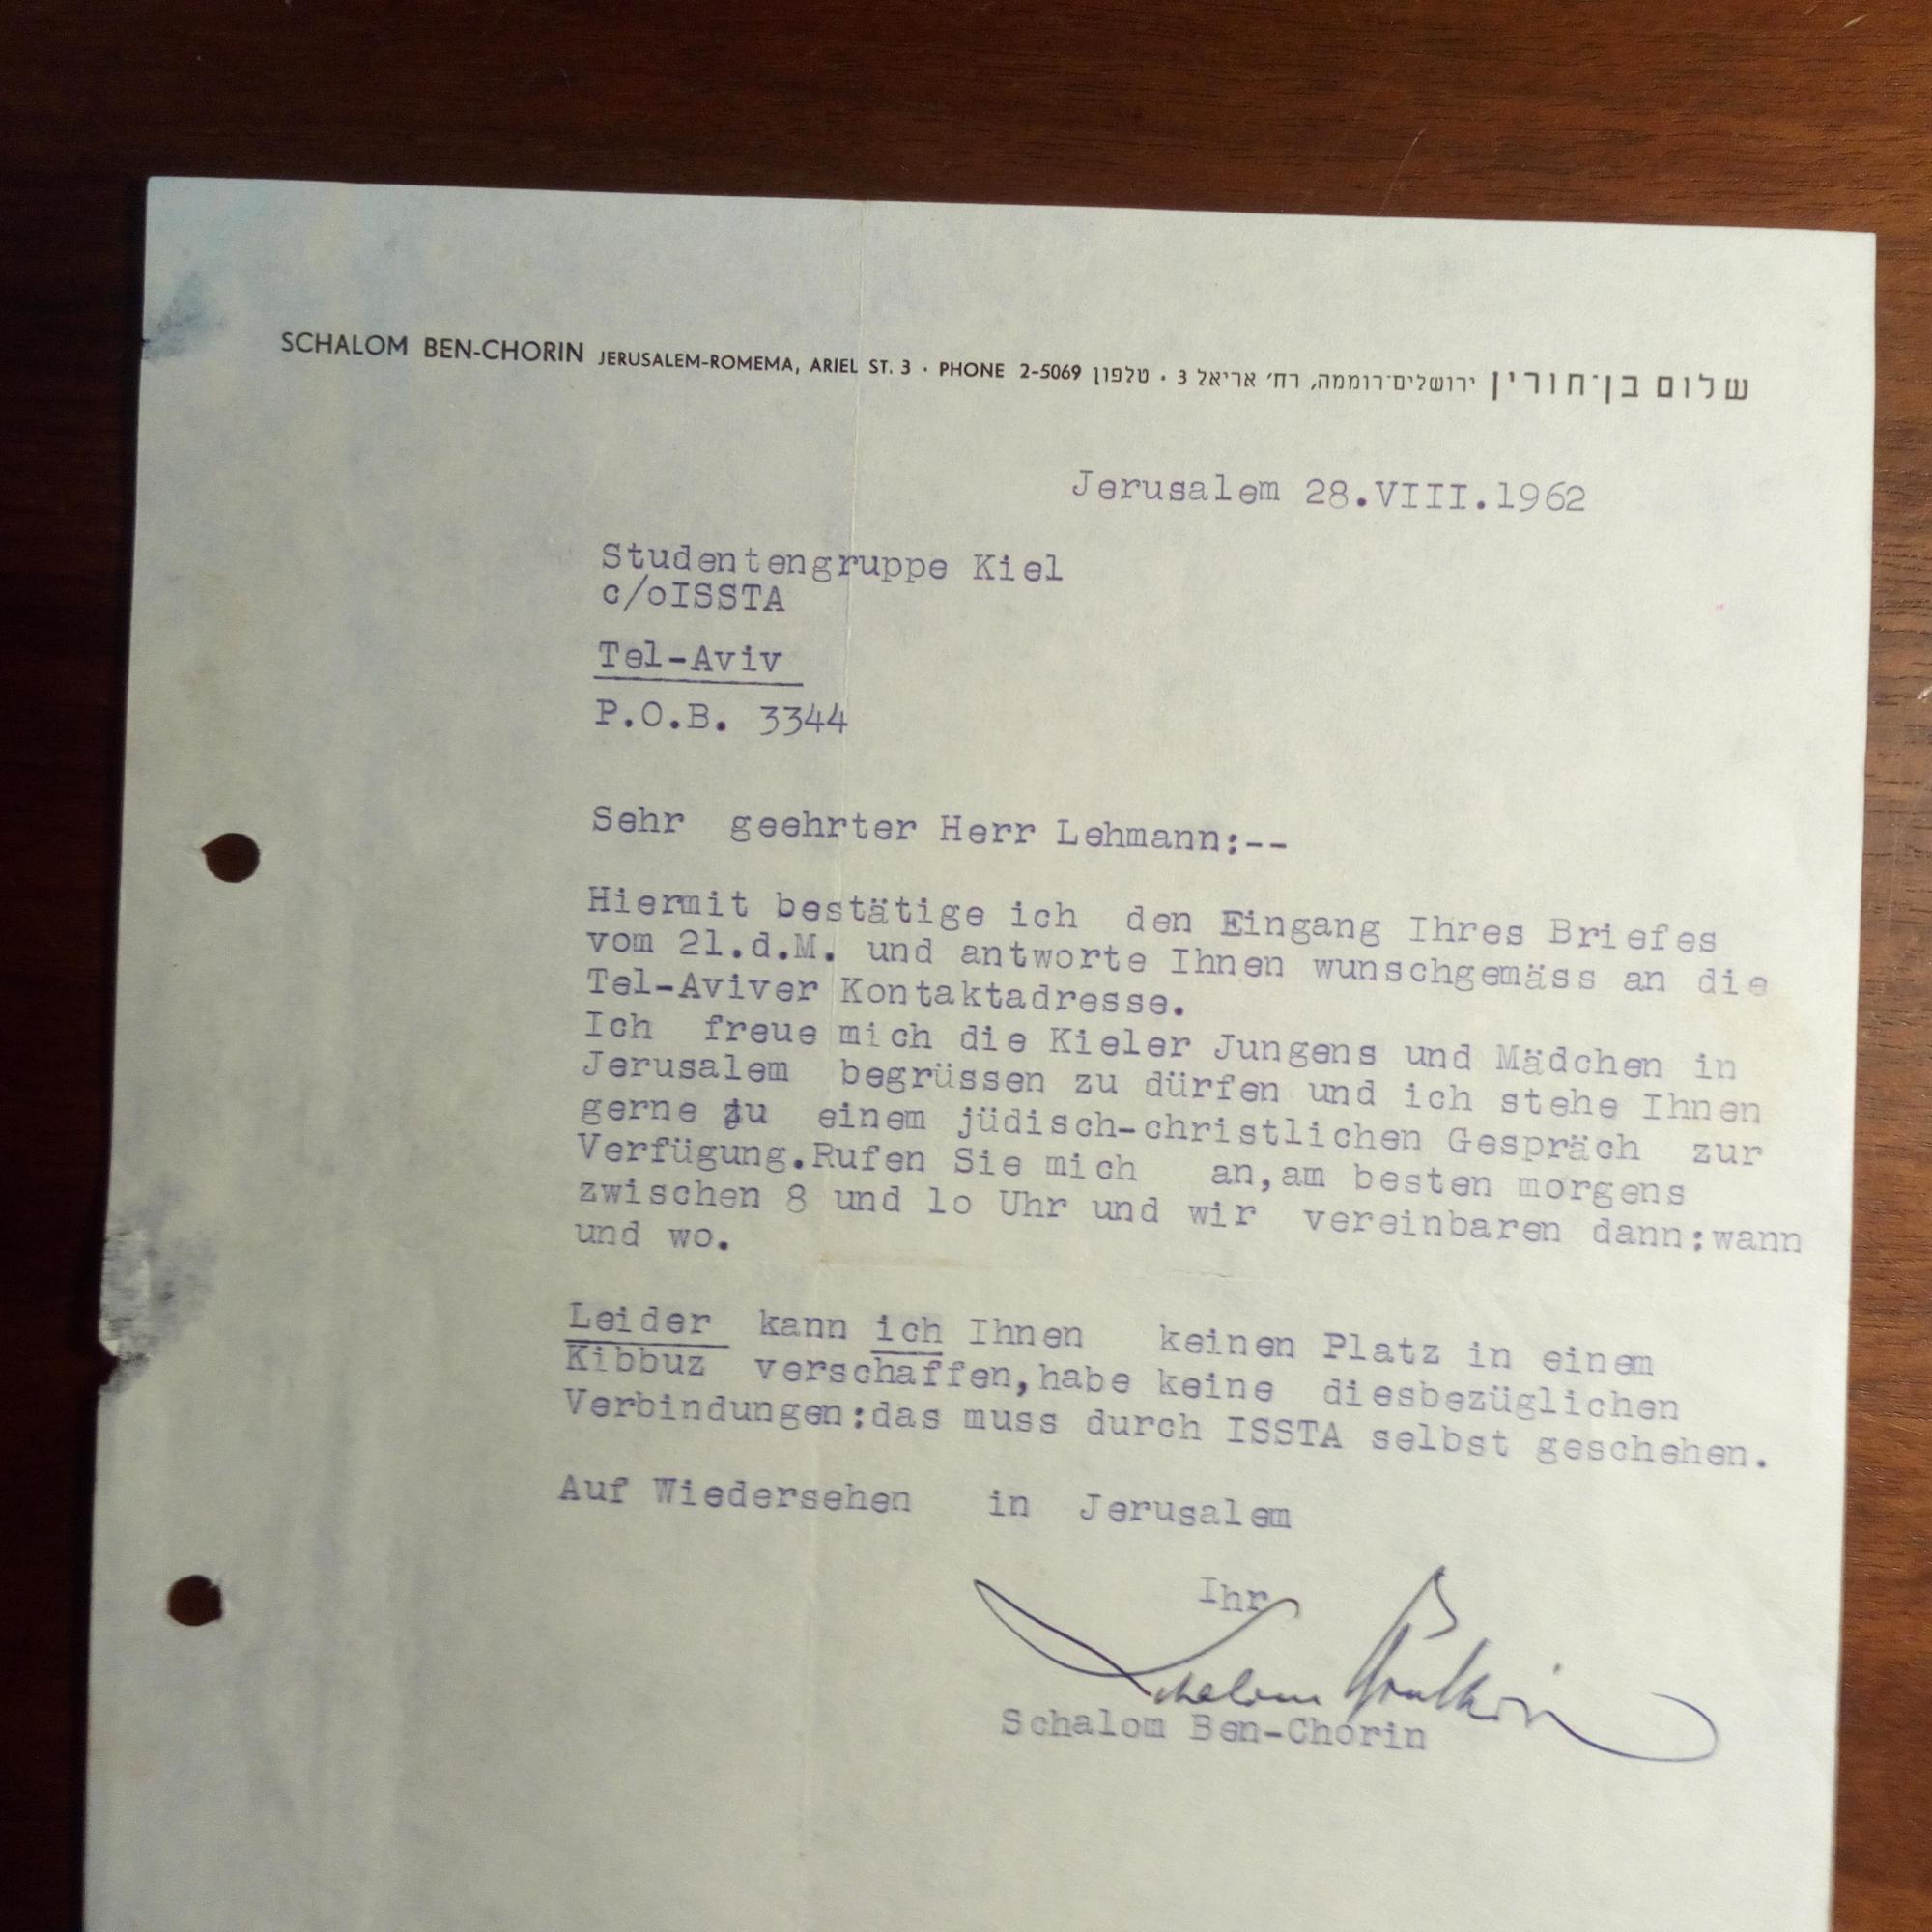 SCHALOM BEN-CHORIN JERUSALEM-ROMEMA, ARIEL ST. 3 · PHONE 2-5069 שלום בן־חורין ירושלים־רוממה, רח׳ אריאל 3 · טלפון
Jerusalem 28.VIII.1962
Studentengruppe Kiel
c/oISSTA
Tel-Aviv
P.O.B. 3344
Sehr geehrter Herr Lehmann:--
Hiermit bestätige ich den Eingang Ihres Briefes
vom 21.d.M. und antworte Ihnen wunschgemäss an die
Tel-Aviver Kontaktadresse.
Ich freue mich die Kieler Jungens und Mädchen in
Jerusalem begrüssen zu dürfen und ich stehe Ihnen
gerne zu einem jüdisch-christlichen Gespräch zur
Verfügung.Rufen Sie mich an,am besten morgens
zwischen 8 und lo Uhr und wir vereinbaren dann:wann
und wo.
Leider kann ich Ihnen keinen Platz in einem
Kibbuz verschaffen,habe keine diesbezüglichen
Verbindungen:das muss durch ISSTA selbst geschehen.
Auf Wiedersehen in Jerusalem
Ihr
Schalom Ben-Chorin
Schalom Ben-Chorin